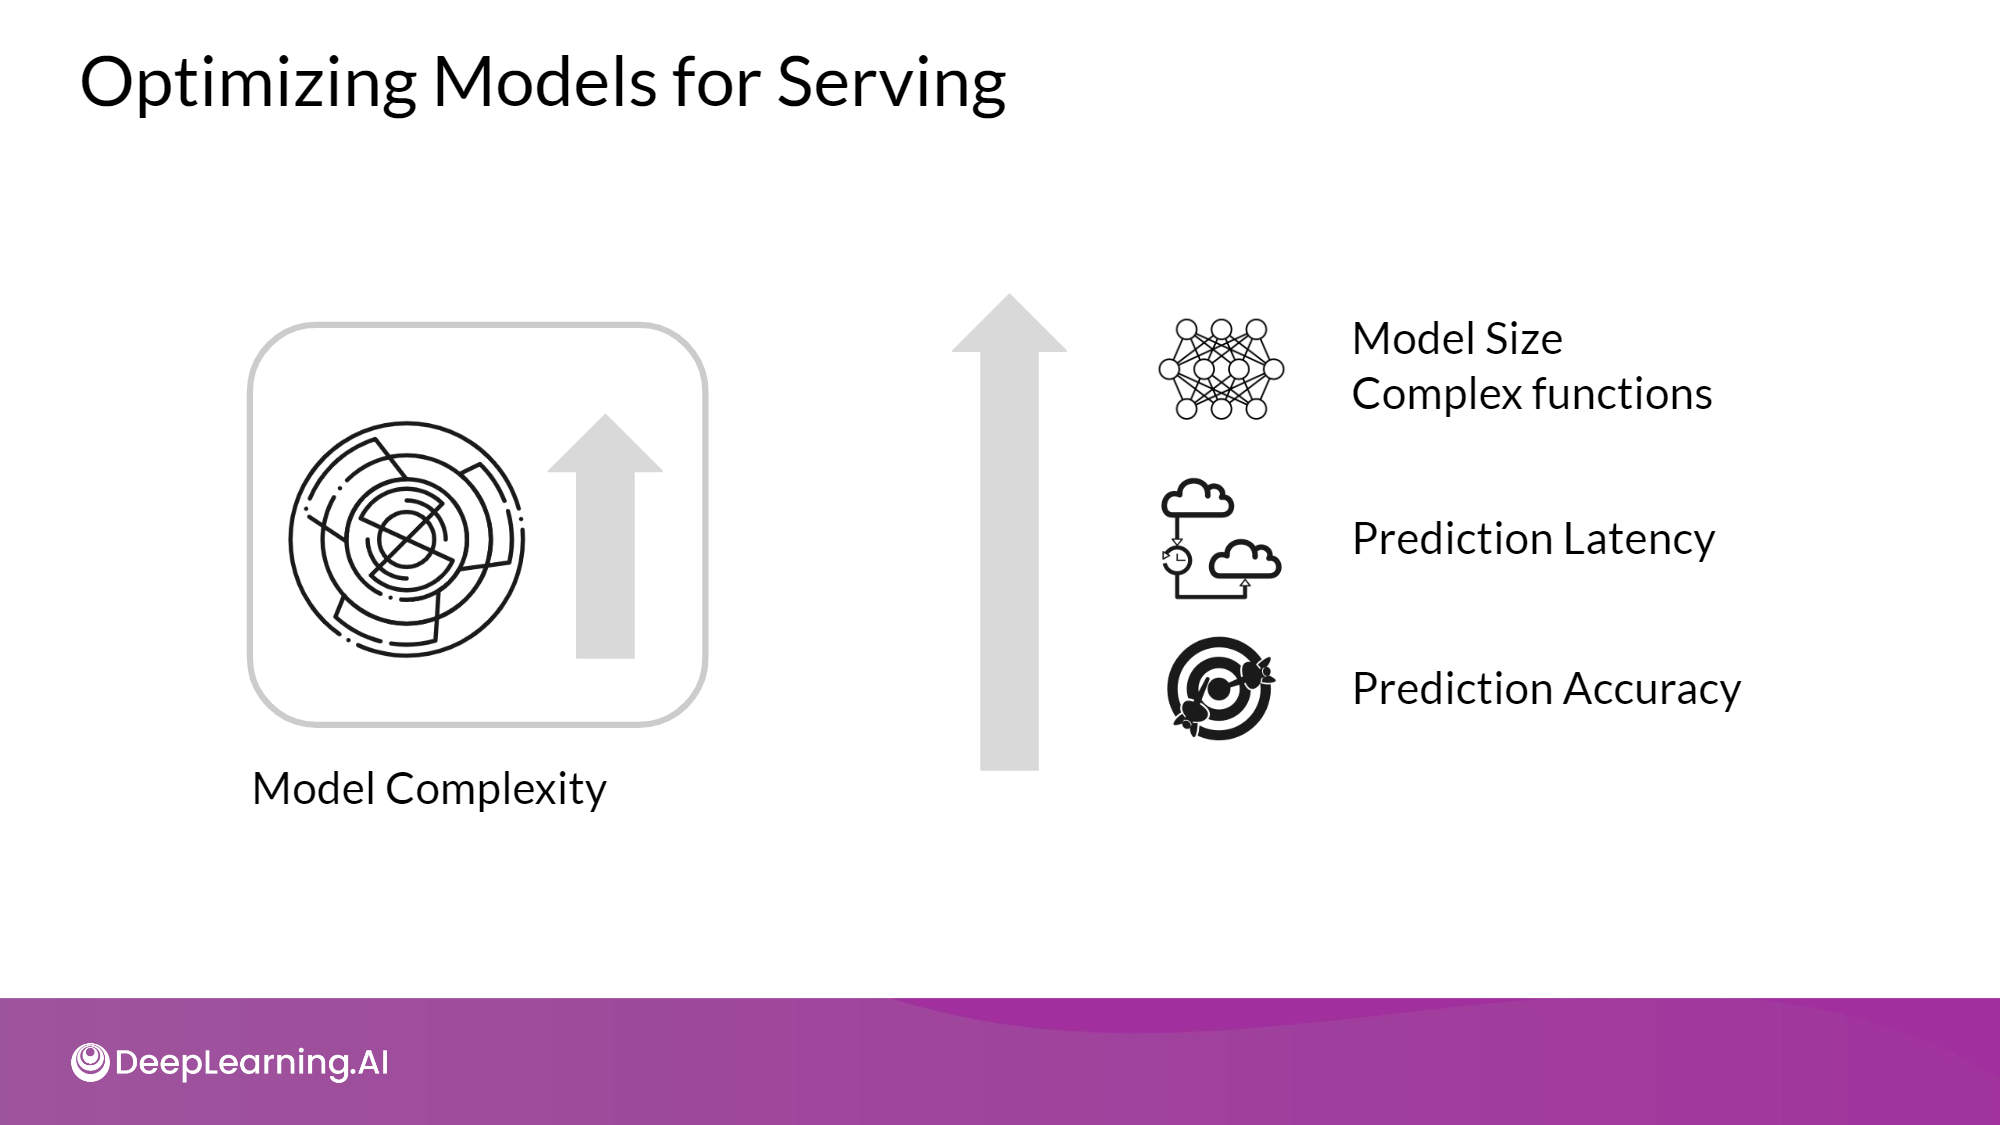 Optimizing Models for Serving
Model Size
Complex functions
Prediction Latency
Prediction Accuracy
Model Complexity
DeepLearning.AI